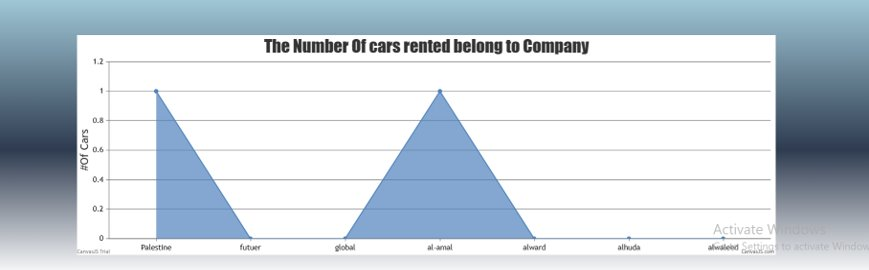 The Number Of cars rented belong to Company
1.2
1
0.8
0.6
0.4
0.2
0
#Of Cars
Palestine futuer global al-amal alward alhuda alwaleed
CanvasJS Trial
CanvasJS.com
Activate Windows
Go to Settings to activate Windows